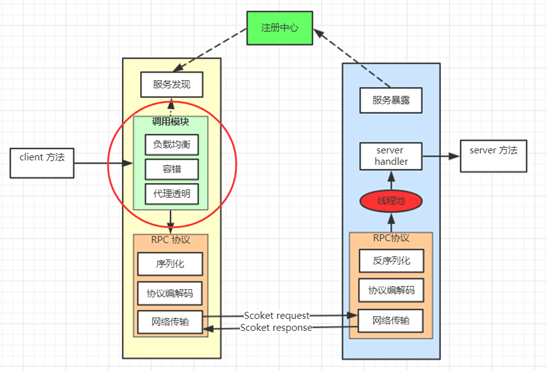 注册中心
服务发现
调用模块
负载均衡
容错
代理透明
client 方法
RPC 协议
序列化
协议编解码
网络传输
Scoket request
Scoket response
服务暴露
server
handler
server 方法
线程池
RPC协议
反序列化
协议编解码
网络传输